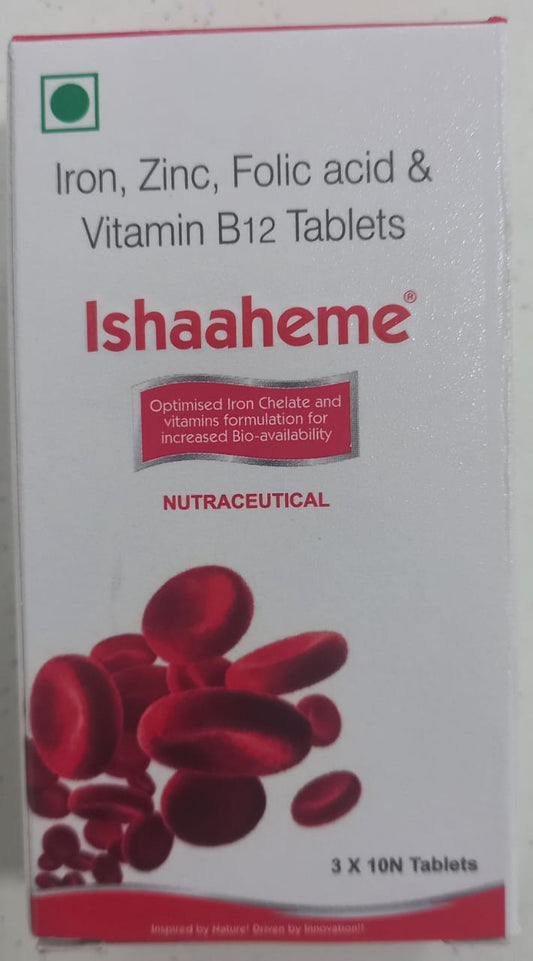 Iron, Zinc, Folic acid &
Vitamin B12 Tablets
Ishaaheme®
Optimised Iron Chelate and
vitamins formulation for
increased Bio-availability
NUTRACEUTICAL
3 X 10N Tablets
Inspired by Nature! Driven by Innovation!!